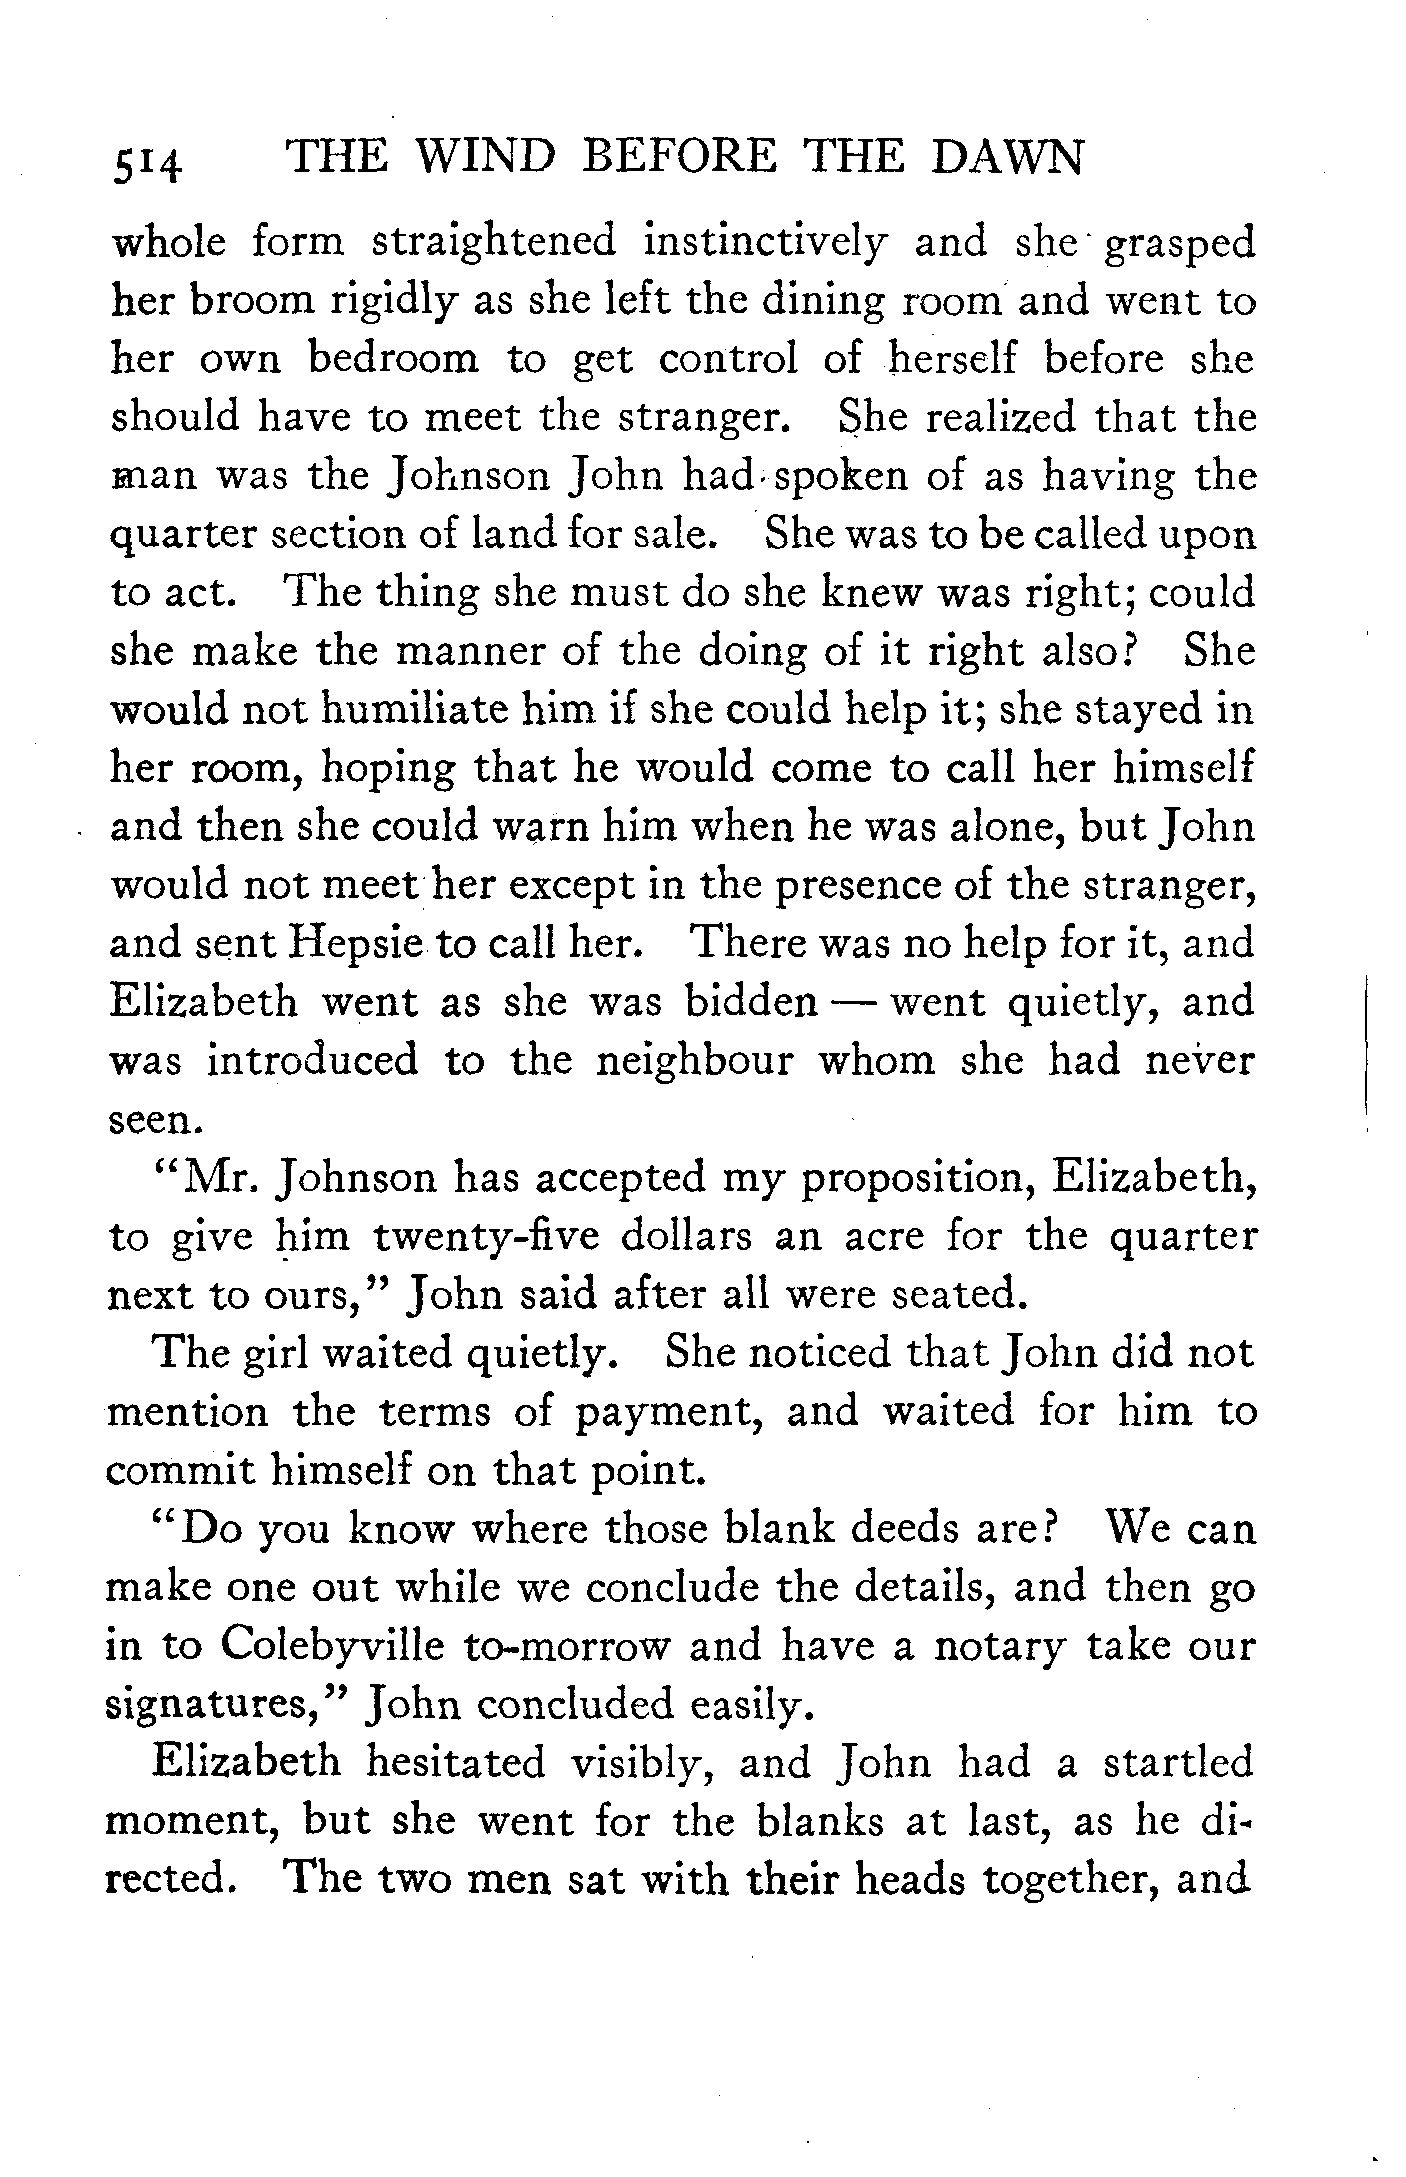 514 THE WIND BEFORE THE DAWN
whole form straightened instinctively and she grasped
her broom rigidly as she left the dining room and went to
her own bedroom to get control of herself before she
should have to meet the stranger. She realized that the
man was the Johnson John had spoken of as having the
quarter section of land for sale. She was to be called upon
to act. The thing she must do she knew was right; could
she make the manner of the doing of it right also? She
would not humiliate him if she could help it; she stayed in
her room, hoping that he would come to call her himself
and then she could warn him when he was alone, but John
would not meet her except in the presence of the stranger,
and sent Hepsie to call her. There was no help for it, and
Elizabeth went as she was bidden — went quietly, and
was introduced to the neighbour whom she had never
seen.
“Mr. Johnson has accepted my proposition, Elizabeth,
to give him twenty-five dollars an acre for the quarter
next to ours,” John said after all were seated.
The girl waited quietly. She noticed that John did not
mention the terms of payment, and waited for him to
commit himself on that point.
“Do you know where those blank deeds are? We can
make one out while we conclude the details, and then go
in to Colebyville to-morrow and have a notary take our
signatures,” John concluded easily.
Elizabeth hesitated visibly, and John had a startled
moment, but she went for the blanks at last, as he di-
rected. The two men sat with their heads together, and